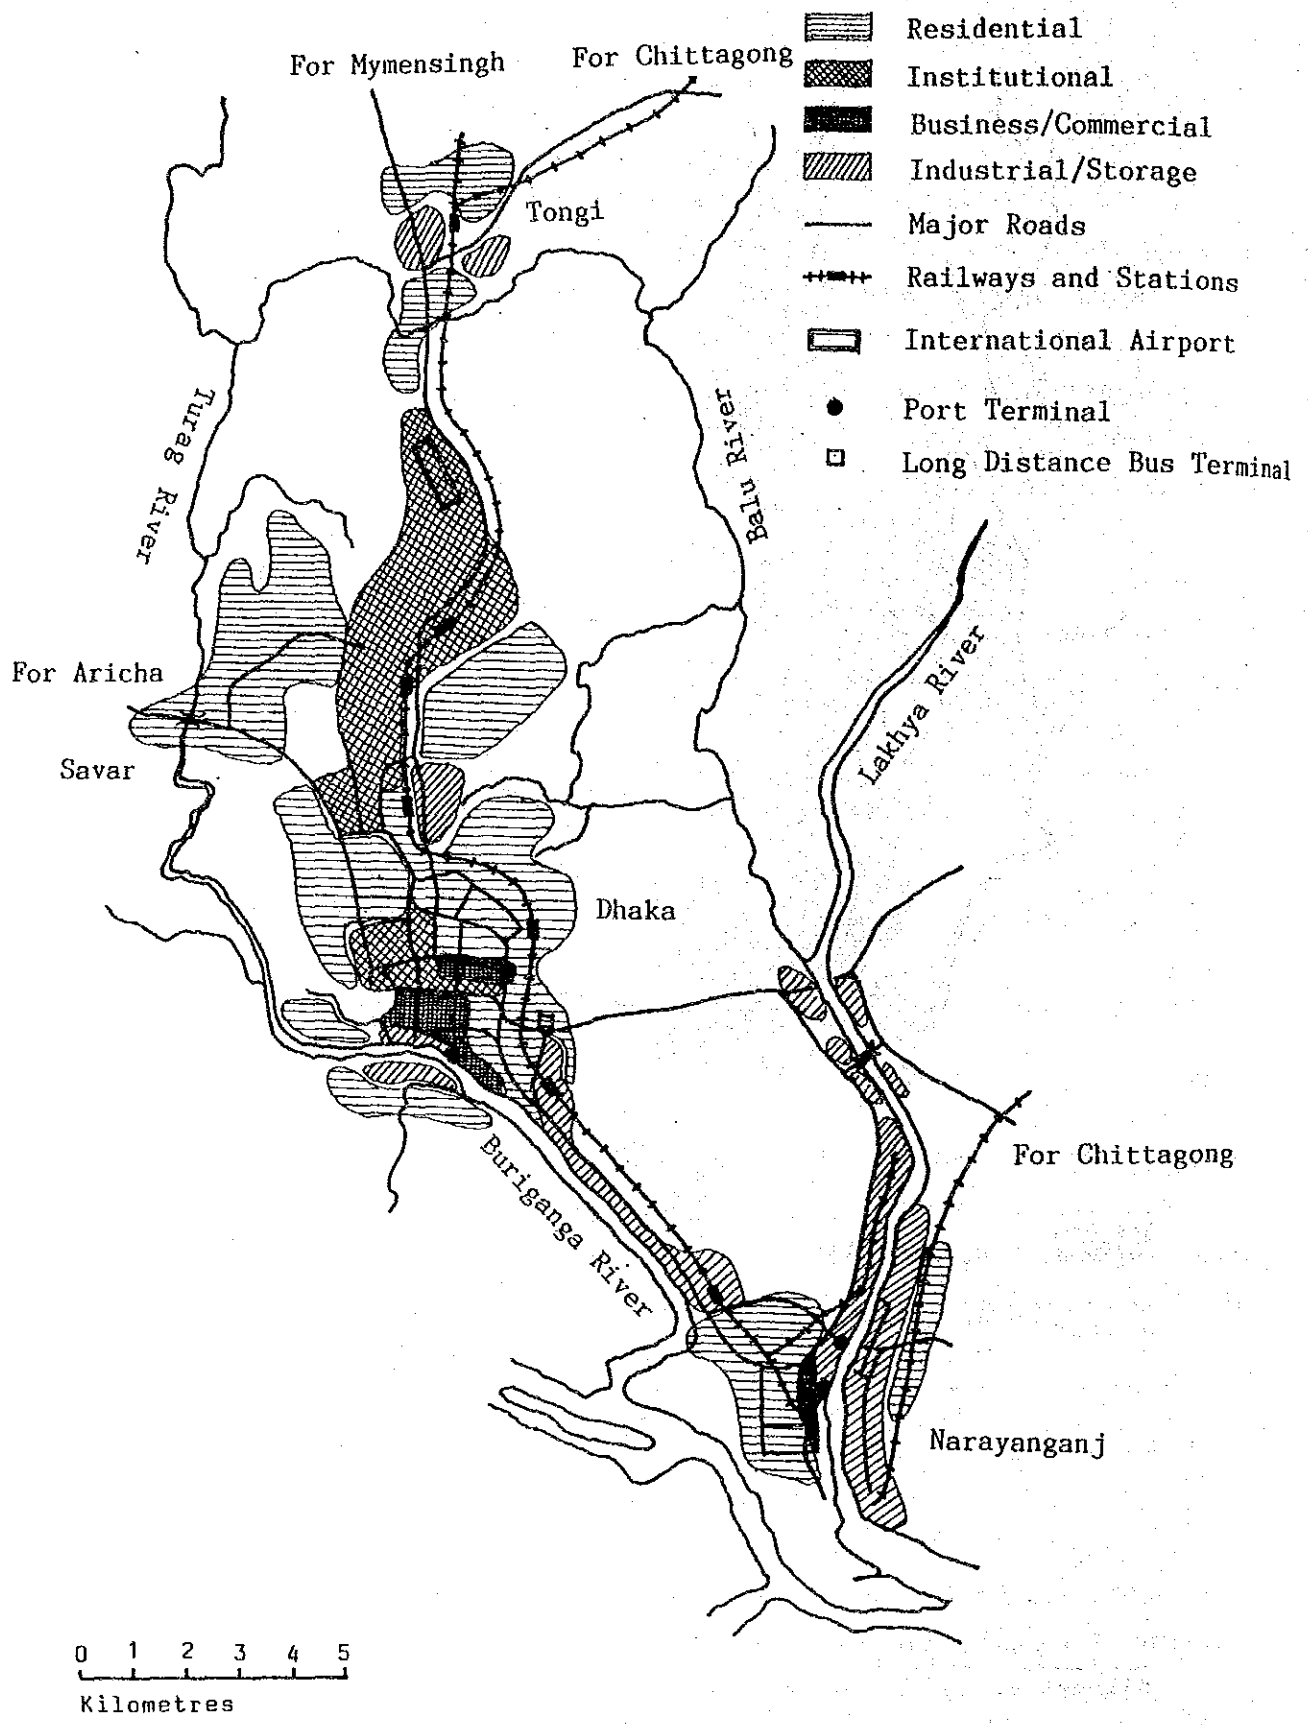 Residential
For Mymensingh
For Chittagong
Institutional
Business/Commercial
Industrial/Storage
Tongi
Major Roads
Railways and Stations
International Airport
Turag River
Balu River
Port Terminal
Long Distance Bus Terminal
For Aricha
Lakhya River
Savar
Dhaka
For Chittagong
Buriganga River
Narayanganj
0 1 2 3 4 5
Kilometres